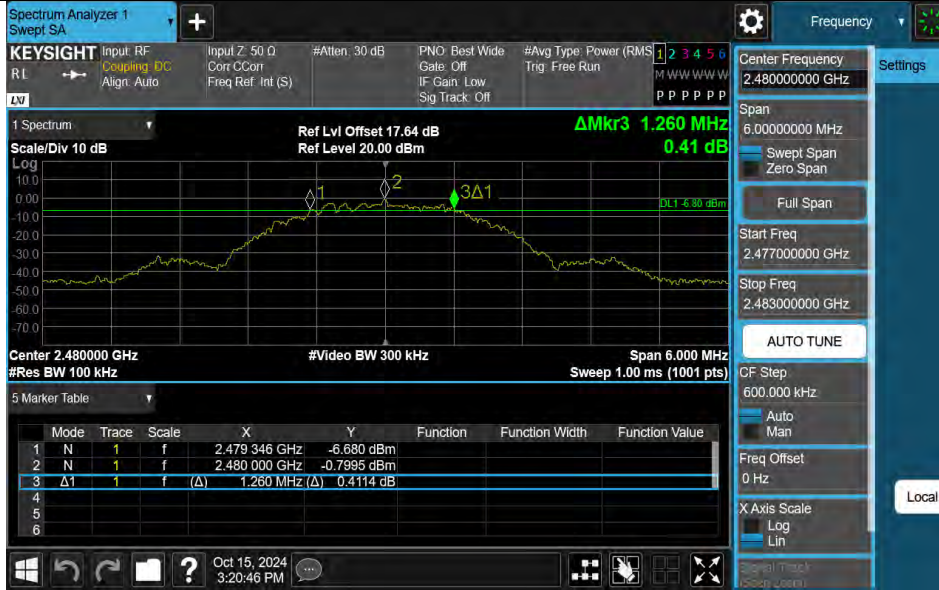 Spectrum Analyzer 1
Swept SA
+
Frequency
KEYSIGHT
RL
LXI
Input: RF
Coupling: DC
Align: Auto
Input Z: 50 Ω
Corr CCorr
Freq Ref: Int (S)
#Atten: 30 dB
PNO: Best Wide
Gate: Off
IF Gain: Low
Sig Track: Off
#Avg Type: Power (RMS
Trig: Free Run
1 2 3 4 5 6
M W W W W W
P P P P P P
Center Frequency
2.480000000 GHz
Settings
Span
6.00000000 MHz
Swept Span
Zero Span
Full Span
Start Freq
2.477000000 GHz
Stop Freq
2.483000000 GHz
AUTO TUNE
CF Step
600.000 kHz
Auto
Man
Freq Offset
0 Hz
X Axis Scale
Log
Lin
Signal Track
(Span Zoom)
Local
1 Spectrum
Scale/Div 10 dB
Ref Lvl Offset 17.64 dB
Ref Level 20.00 dBm
ΔMkr3 1.260 MHz
0.41 dB
Log
10.0
0.00
-10.0
-20.0
-30.0
-40.0
-50.0
-60.0
-70.0
1
2
3Δ1
DL1 -6.80 dBm
Center 2.480000 GHz
#Res BW 100 kHz
#Video BW 300 kHz
Span 6.000 MHz
Sweep 1.00 ms (1001 pts)
5 Marker Table
Mode Trace Scale X Y Function Function Width Function Value
1 N 1 f 2.479 346 GHz -6.680 dBm
2 N 1 f 2.480 000 GHz -0.7995 dBm
3 Δ1 1 f (Δ) 1.260 MHz (Δ) 0.4114 dB
4
5
6
?
Oct 15, 2024
3:20:46 PM